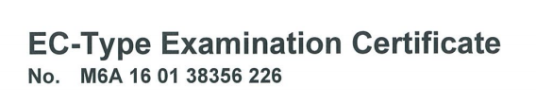 EC-Type Examination Certificate
No. M6A 16 01 38356 226